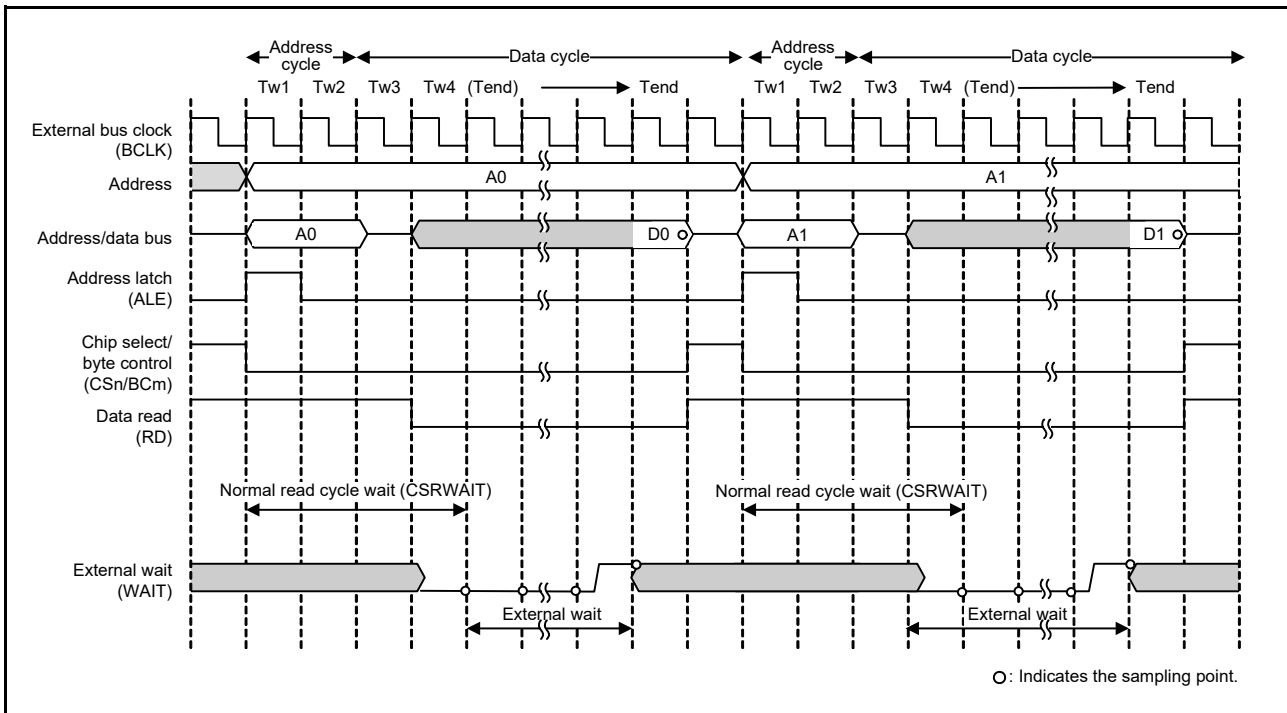 Address cycle Data cycle Address cycle Data cycle
Tw1 Tw2 Tw3 Tw4 (Tend) Tend Tw1 Tw2 Tw3 Tw4 (Tend) Tend
External bus clock
(BCLK)
Address A0 A1
Address/data bus A0 D0 A1 D1
Address latch
(ALE)
Chip select/
byte control
(CSn/BCm)
Data read
(RD)
Normal read cycle wait (CSRWAIT) Normal read cycle wait (CSRWAIT)
External wait
(WAIT)
External wait External wait
: Indicates the sampling point.